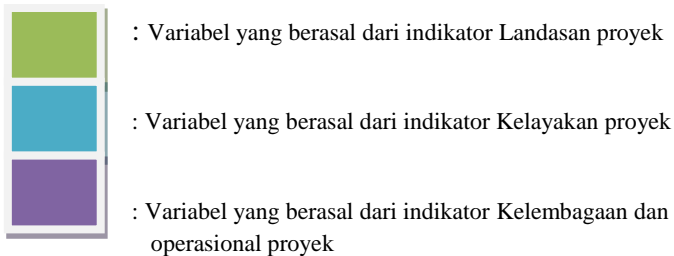 : Variabel yang berasal dari indikator Landasan proyek
: Variabel yang berasal dari indikator Kelayakan proyek
: Variabel yang berasal dari indikator Kelembagaan dan
operasional proyek